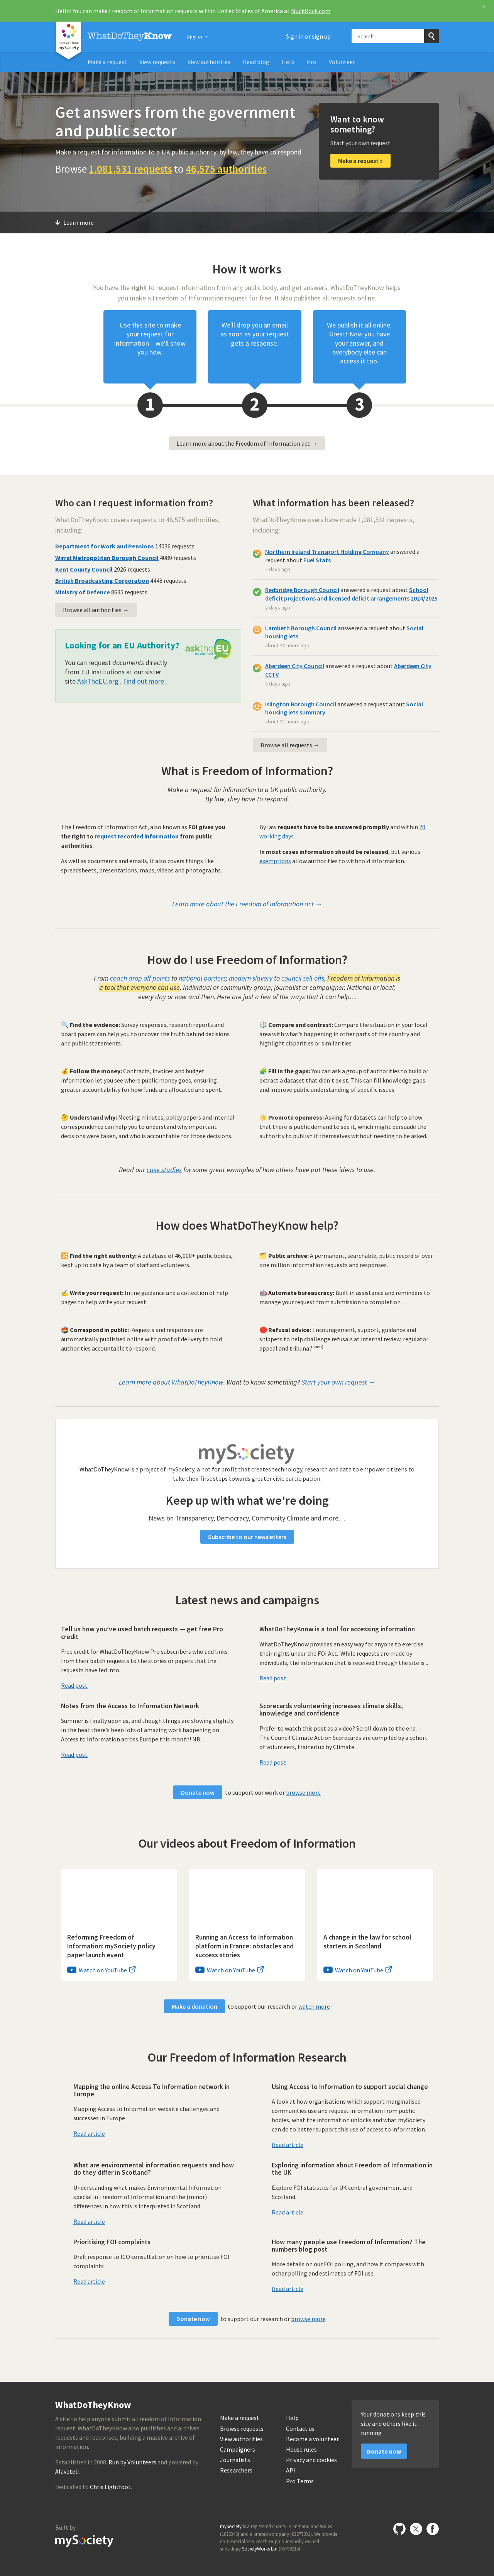 Hello! You can make Freedom of Information requests within United States of America at MuckRock.com
×
A service from mySociety
WhatDoTheyKnow
English
Sign in or sign up
Search
Make a request
View requests
View authorities
Read blog
Help
Pro
Volunteer
Get answers from the government
and public sector
Make a request for information to a UK public authority: by law, they have to respond
Browse 1,081,531 requests to 46,575 authorities
Want to know
something?
Start your own request
Make a request »
Learn more
How it works
You have the right to request information from any public body, and get answers. WhatDoTheyKnow helps
you make a Freedom of Information request for free. It also publishes all requests online.
Use this site to make
your request for
information – we'll show
you how.
We'll drop you an email
as soon as your request
gets a response.
We publish it all online.
Great! Now you have
your answer, and
everybody else can
access it too.
1
2
3
Learn more about the Freedom of Information act →
Who can I request information from?
WhatDoTheyKnow covers requests to 46,575 authorities,
including:
Department for Work and Pensions 14036 requests
Wirral Metropolitan Borough Council 4089 requests
Kent County Council 2926 requests
British Broadcasting Corporation 4448 requests
Ministry of Defence 8635 requests
Browse all authorities →
Looking for an EU Authority?
asktheEU
You can request documents directly
from EU Institutions at our sister
site AskTheEU.org . Find out more .
What information has been released?
WhatDoTheyKnow users have made 1,081,531 requests,
including:
Northern Ireland Transport Holding Company answered a
request about Fuel Stats
2 days ago
Redbridge Borough Council answered a request about School
deficit projections and licensed deficit arrangements 2024/2025
2 days ago
Lambeth Borough Council answered a request about Social
housing lets
about 20 hours ago
Aberdeen City Council answered a request about Aberdeen City
CCTV
3 days ago
Islington Borough Council answered a request about Social
housing lets summary
about 21 hours ago
Browse all requests →
What is Freedom of Information?
Make a request for information to a UK public authority.
By law, they have to respond.
The Freedom of Information Act, also known as FOI gives you
the right to request recorded information from public
authorities.
As well as documents and emails, it also covers things like
spreadsheets, presentations, maps, videos and photographs.
By law requests have to be answered promptly and within 20
working days.
In most cases information should be released, but various
exemptions allow authorities to withhold information.
Learn more about the Freedom of Information act →
How do I use Freedom of Information?
From coach drop off points to national borders; modern slavery to council sell-offs, Freedom of Information is
a tool that everyone can use. Individual or community group; journalist or campaigner. National or local;
every day or now and then. Here are just a few of the ways that it can help…
Find the evidence: Survey responses, research reports and
board papers can help you to uncover the truth behind decisions
and public statements.
Compare and contrast: Compare the situation in your local
area with what's happening in other parts of the country and
highlight disparities or similarities.
Follow the money: Contracts, invoices and budget
information let you see where public money goes, ensuring
greater accountability for how funds are allocated and spent.
Fill in the gaps: You can ask a group of authorities to build or
extract a dataset that didn't exist. This can fill knowledge gaps
and improve public understanding of specific issues.
Understand why: Meeting minutes, policy papers and internal
correspondence can help you to understand why important
decisions were taken, and who is accountable for those decisions.
Promote openness: Asking for datasets can help to show
that there is public demand to see it, which might persuade the
authority to publish it themselves without needing to be asked.
Read our case studies for some great examples of how others have put these ideas to use.
How does WhatDoTheyKnow help?
Find the right authority: A database of 46,000+ public bodies,
kept up to date by a team of staff and volunteers.
Public archive: A permanent, searchable, public record of over
one million information requests and responses.
Write your request: Inline guidance and a collection of help
pages to help write your request.
Automate bureaucracy: Built in assistance and reminders to
manage your request from submission to completion.
Correspond in public: Requests and responses are
automatically published online with proof of delivery to hold
authorities accountable to respond.
Refusal advice: Encouragement, support, guidance and
snippets to help challenge refusals at internal review, regulator
appeal and tribunal(soon).
Learn more about WhatDoTheyKnow. Want to know something? Start your own request →
mySociety
WhatDoTheyKnow is a project of mySociety, a not for profit that creates technology, research and data to empower citizens to
take their first steps towards greater civic participation.
Keep up with what we're doing
News on Transparency, Democracy, Community Climate and more…
Subscribe to our newsletters
Latest news and campaigns
Tell us how you've used batch requests — get free Pro
credit
Free credit for WhatDoTheyKnow Pro subscribers who add links
from their batch requests to the stories or papers that the
requests have fed into.
Read post
WhatDoTheyKnow is a tool for accessing information
WhatDoTheyKnow provides an easy way for anyone to exercise
their rights under the FOI Act. While requests are made by
individuals, the information that is received through the site is...
Read post
Notes from the Access to Information Network
Summer is finally upon us, and though things are slowing slightly
in the heat there's been lots of amazing work happening on
Access to Information across Europe this month! NB...
Read post
Scorecards volunteering increases climate skills,
knowledge and confidence
Prefer to watch this post as a video? Scroll down to the end. —
The Council Climate Action Scorecards are compiled by a cohort
of volunteers, trained up by Climate...
Read post
Donate now to support our work or browse more
Our videos about Freedom of Information
Reforming Freedom of
Information: mySociety policy
paper launch event
Watch on YouTube
Running an Access to Information
platform in France: obstacles and
success stories
Watch on YouTube
A change in the law for school
starters in Scotland
Watch on YouTube
Make a donation to support our research or watch more
Our Freedom of Information Research
Mapping the online Access To Information network in
Europe
Mapping Access to Information website challenges and
successes in Europe
Read article
Using Access to Information to support social change
A look at how organisations which support marginalised
communities use and request information from public
bodies, what the information unlocks and what mySociety
can do to better support this use of access to information.
Read article
What are environmental information requests and how
do they differ in Scotland?
Understanding what makes Environmental Information
special in Freedom of Information and the (minor)
differences in how this is interpreted in Scotland.
Read article
Exploring information about Freedom of Information in
the UK
Explore FOI statistics for UK central government and
Scotland.
Read article
Prioritising FOI complaints
Draft response to ICO consultation on how to prioritise FOI
complaints
Read article
How many people use Freedom of Information? The
numbers blog post
More details on our FOI polling, and how it compares with
other polling and estimates of FOI use.
Read article
Donate now to support our research or browse more
WhatDoTheyKnow
A site to help anyone submit a Freedom of Information
request. WhatDoTheyKnow also publishes and archives
requests and responses, building a massive archive of
information.
Established in 2008. Run by Volunteers and powered by
Alaveteli.
Dedicated to Chris Lightfoot.
Make a request
Browse requests
View authorities
Campaigners
Journalists
Researchers
Help
Contact us
Become a volunteer
House rules
Privacy and cookies
API
Pro Terms
Your donations keep this
site and others like it
running
Donate now
Built by
mySociety
mySociety is a registered charity in England and Wales
(1076346) and a limited company (03277032). We provide
commercial services through our wholly owned
subsidiary SocietyWorks Ltd (05798215).